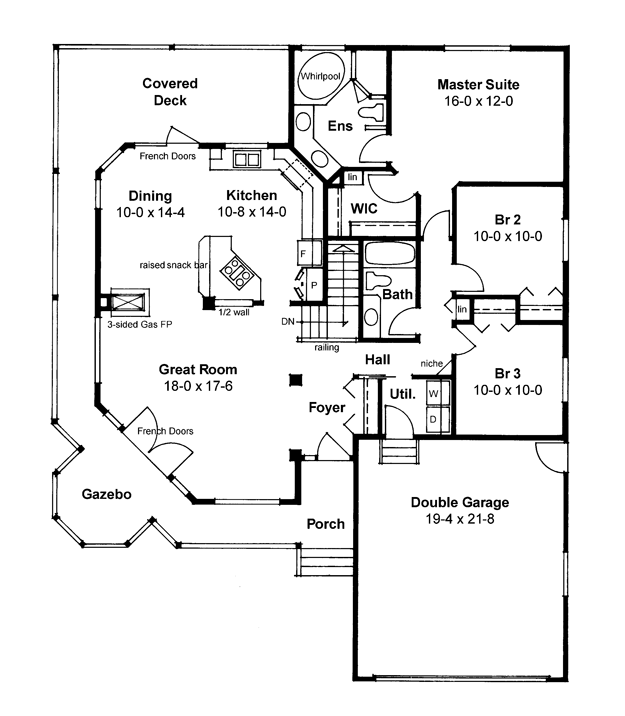 Covered
Deck
Whirlpool
Ens
Master Suite
16-0 x 12-0
French Doors
lin
Dining
10-0 x 14-4
Kitchen
10-8 x 14-0
WIC
Br 2
10-0 x 10-0
raised snack bar
F
P
Bath
1/2 wall
lin
3-sided Gas FP
DN
railing
Great Room
18-0 x 17-6
Hall
niche
Br 3
10-0 x 10-0
Foyer
Util.
W
D
French Doors
Gazebo
Porch
Double Garage
19-4 x 21-8